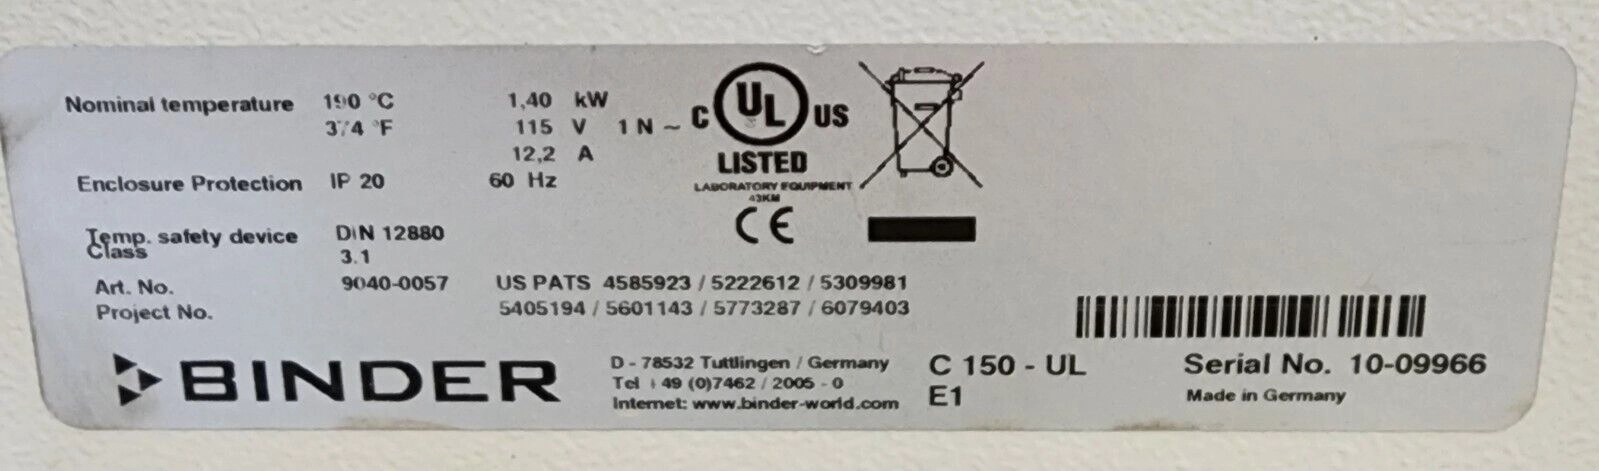 Nominal temperature 190 °C 1,40 kW
374 °F 115 V 1 N ~
12,2 A
Enclosure Protection IP 20 60 Hz
C UL US
LISTED
LABORATORY EQUIPMENT
43KM
CE
Temp. safety device DIN 12880
Class 3.1
Art. No. 9040-0057 US PATS 4585923 / 5222612 / 5309981
Project No. 5405194 / 5601143 / 5773287 / 6079403
BINDER
D - 78532 Tuttlingen / Germany
Tel +49 (0)7462 / 2005 - 0
Internet: www.binder-world.com
C 150 - UL
E1
Serial No. 10-09966
Made in Germany